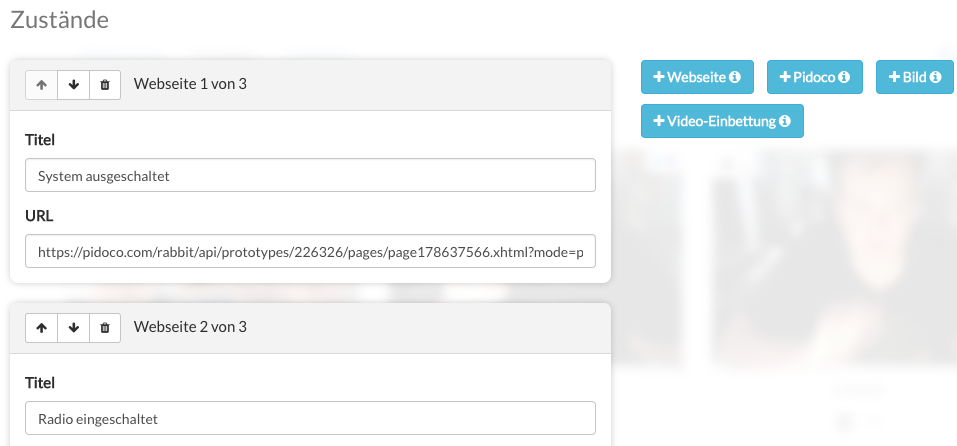 Zustände
Webseite 1 von 3
Titel
System ausgeschaltet
URL
https://pidoco.com/rabbit/api/prototypes/226326/pages/page178637566.xhtml?mode=p
Webseite 2 von 3
Titel
Radio eingeschaltet
+Webseite
+Pidoco
+Bild
+Video-Einbettung